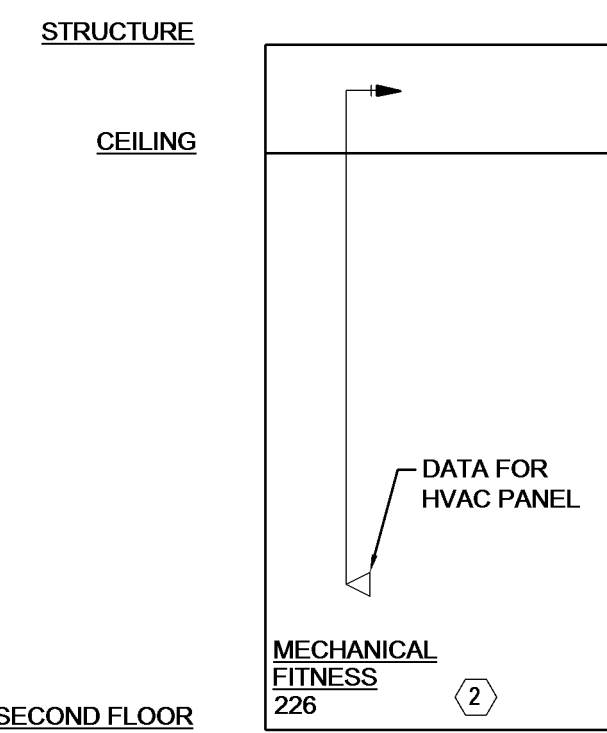 STRUCTURE
CEILING
DATA FOR
HVAC PANEL
MECHANICAL
FITNESS
226
2
SECOND FLOOR